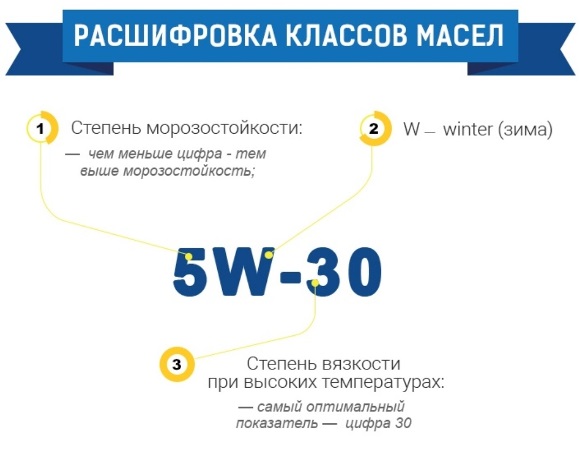 РАСШИФРОВКА КЛАССОВ МАСЕЛ
1 Степень морозостойкости:
— чем меньше цифра - тем
выше морозостойкость;
2 W — winter (зима)
5W-30
3 Степень вязкости
при высоких температурах:
— самый оптимальный
показатель — цифра 30